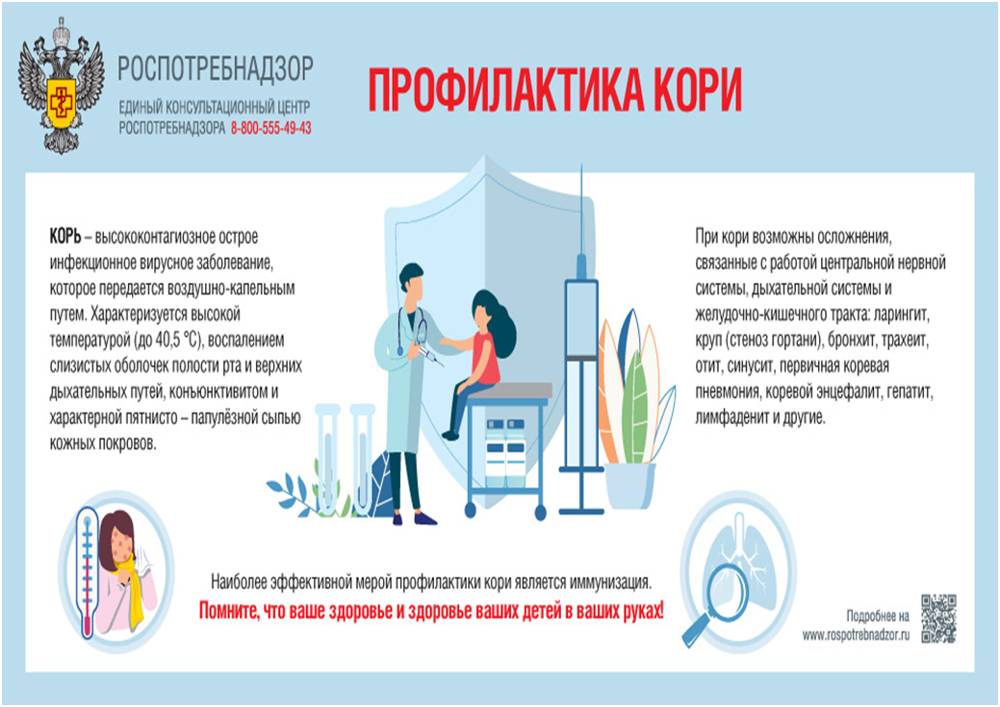 РОСПОТРЕБНАДЗОР
ЕДИНЫЙ КОНСУЛЬТАЦИОННЫЙ ЦЕНТР
РОСПОТРЕБНАДЗОРА 8-800-555-49-43
ПРОФИЛАКТИКА КОРИ
КОРЬ – высококонтагиозное острое
инфекционное вирусное заболевание,
которое передается воздушно-капельным
путем. Характеризуется высокой
температурой (до 40,5 °C), воспалением
слизистых оболочек полости рта и верхних
дыхательных путей, конъюнктивитом и
характерной пятнисто – папулёзной сыпью
кожных покровов.
При кори возможны осложнения,
связанные с работой центральной нервной
системы, дыхательной системы и
желудочно-кишечного тракта: ларингит,
круп (стеноз гортани), бронхит, трахеит,
отит, синусит, первичная коревая
пневмония, коревой энцефалит, гепатит,
лимфаденит и другие.
Наиболее эффективной мерой профилактики кори является иммунизация.
Помните, что ваше здоровье и здоровье ваших детей в ваших руках!
Подробнее на
www.rospotrebnadzor.ru